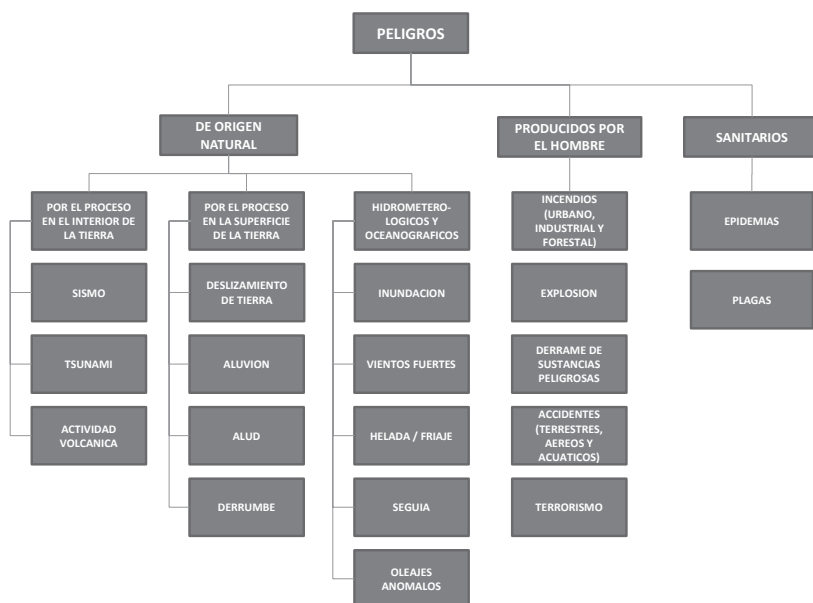 PELIGROS
DE ORIGEN
NATURAL
PRODUCIDOS POR
EL HOMBRE
SANITARIOS
POR EL PROCESO
EN EL INTERIOR DE
LA TIERRA
SISMO
TSUNAMI
ACTIVIDAD
VOLCANICA
POR EL PROCESO
EN LA SUPERFICIE
DE LA TIERRA
DESLIZAMIENTO
DE TIERRA
ALUVION
ALUD
DERRUMBE
HIDROMETERO-
LOGICOS Y
OCEANOGRAFICOS
INUNDACION
VIENTOS FUERTES
HELADA / FRIAJE
SEGUIA
OLEAJES
ANOMALOS
INCENDIOS
(URBANO,
INDUSTRIAL Y
FORESTAL)
EXPLOSION
DERRAME DE
SUSTANCIAS
PELIGROSAS
ACCIDENTES
(TERRESTRES,
AEREOS Y
ACUATICOS)
TERRORISMO
EPIDEMIAS
PLAGAS